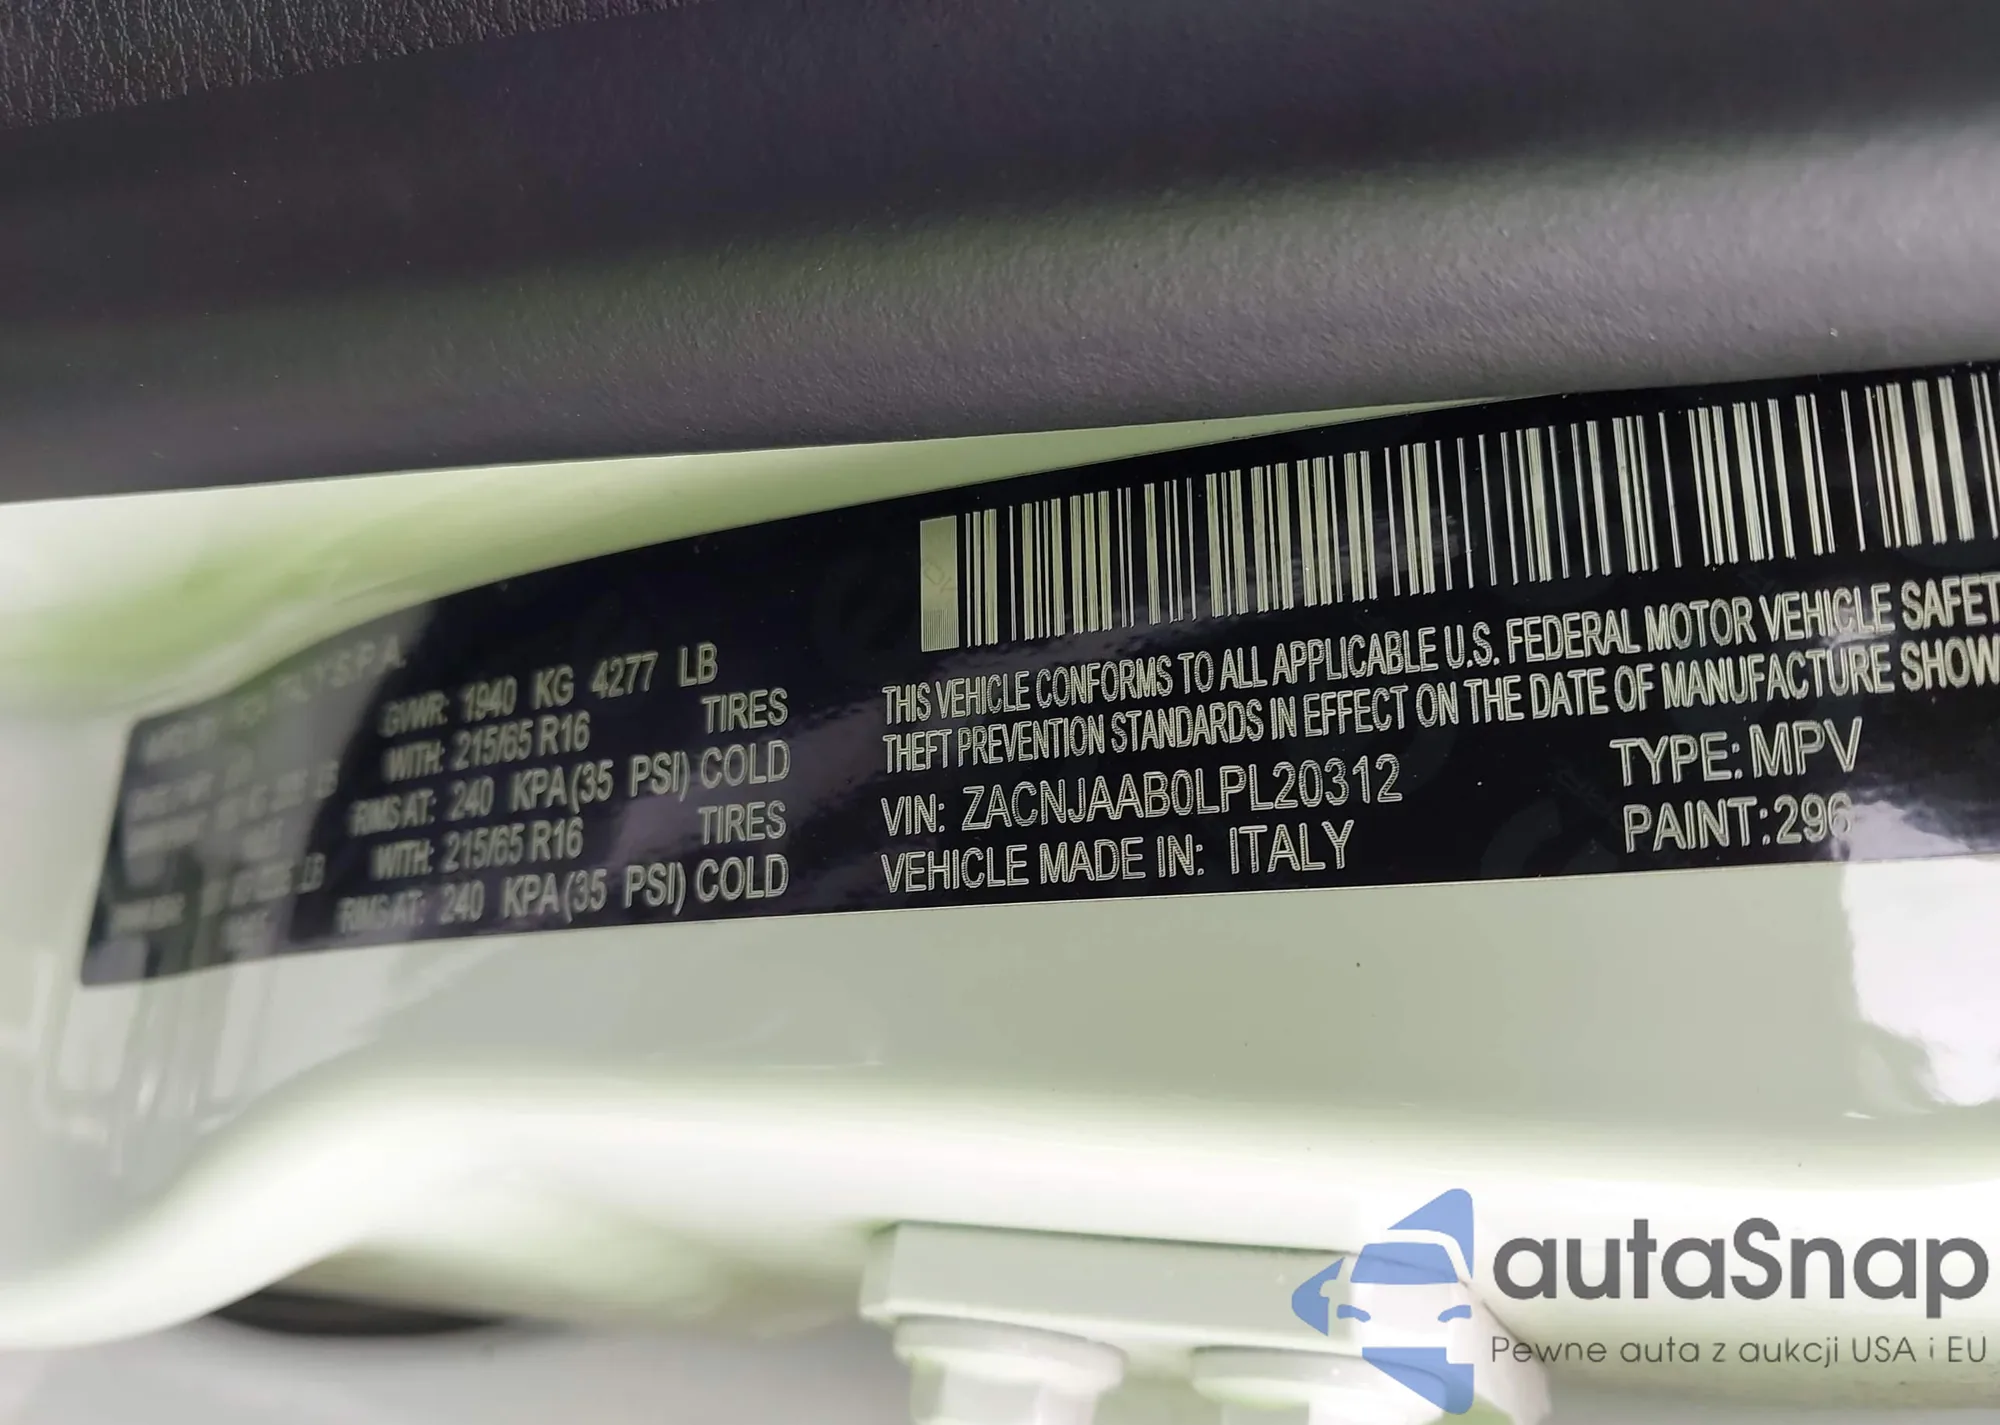 Y S.P.A.
GVWR: 1940 KG 4277 LB
WITH: 215/65 R16 TIRES
RIMS AT: 240 KPA(35 PSI) COLD
LB
WITH: 215/65 R16 TIRES
RIMS AT: 240 KPA(35 PSI) COLD
LB
THIS VEHICLE CONFORMS TO ALL APPLICABLE U.S. FEDERAL MOTOR VEHICLE SAFET
THEFT PREVENTION STANDARDS IN EFFECT ON THE DATE OF MANUFACTURE SHOW
VIN: ZACNJAAB0LPL20312 TYPE: MPV
VEHICLE MADE IN: ITALY PAINT: 296
autaSnap
Pewne auta z aukcji USA i EU